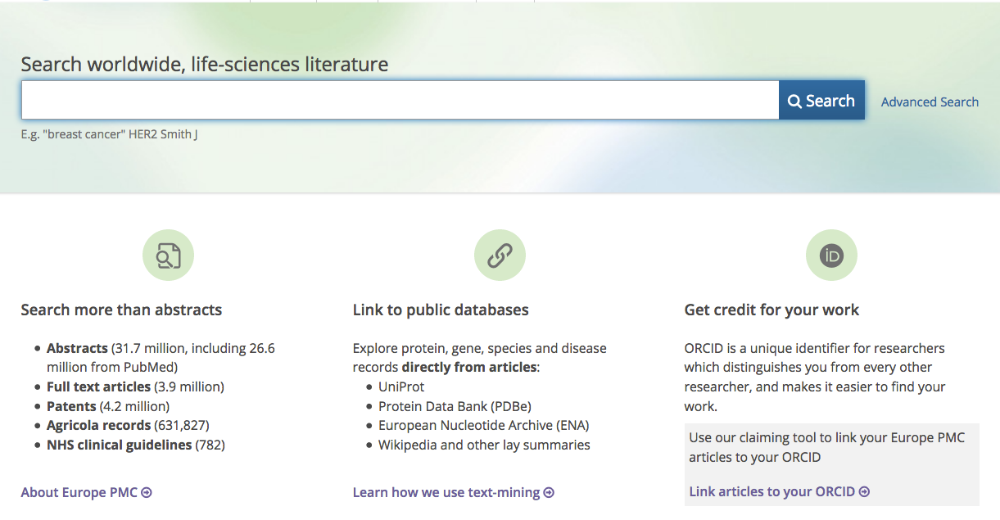 Search worldwide, life-sciences literature
Search
Advanced Search
E.g. "breast cancer" HER2 Smith J
Search more than abstracts
• Abstracts (31.7 million, including 26.6
million from PubMed)
• Full text articles (3.9 million)
• Patents (4.2 million)
• Agricola records (631,827)
• NHS clinical guidelines (782)
About Europe PMC
Link to public databases
Explore protein, gene, species and disease
records directly from articles:
• UniProt
• Protein Data Bank (PDBe)
• European Nucleotide Archive (ENA)
• Wikipedia and other lay summaries
Learn how we use text-mining
iD
Get credit for your work
ORCID is a unique identifier for researchers
which distinguishes you from every other
researcher, and makes it easier to find your
work.
Use our claiming tool to link your Europe PMC
articles to your ORCID
Link articles to your ORCID